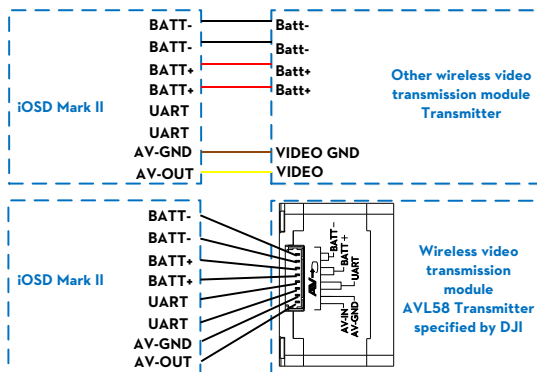 BATT-
BATT-
BATT+
BATT+
UART
UART
AV-GND
AV-OUT
iOSD Mark II
Batt-
Batt-
Batt+
Batt+
VIDEO GND
VIDEO
Other wireless video
transmission module
Transmitter
BATT-
BATT-
BATT+
BATT+
UART
UART
AV-GND
AV-OUT
iOSD Mark II
AV
BATT-
BATT+
UART
AV-IN
AV-GND
Wireless video
transmission
module
AVL58 Transmitter
specified by DJI